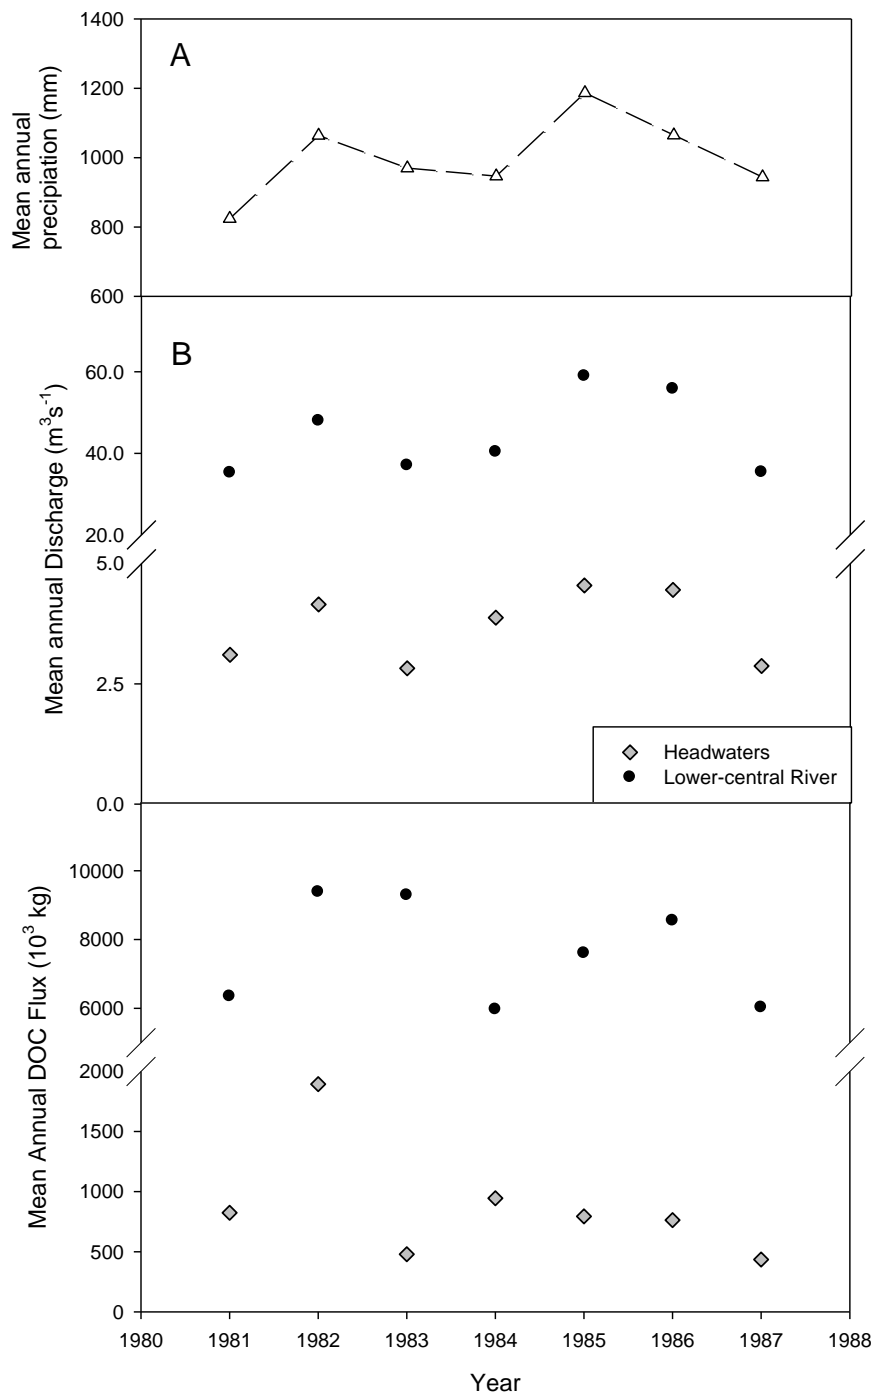 A
1400
1200
1000
800
600
Mean annual
precipiation (mm)
B
60.0
40.0
20.0
5.0
2.5
0.0
Mean annual Discharge (m³s⁻¹)
Headwaters
Lower-central River
10000
8000
6000
2000
1500
1000
500
0
Mean Annual DOC Flux (10³ kg)
1980 1981 1982 1983 1984 1985 1986 1987 1988
Year